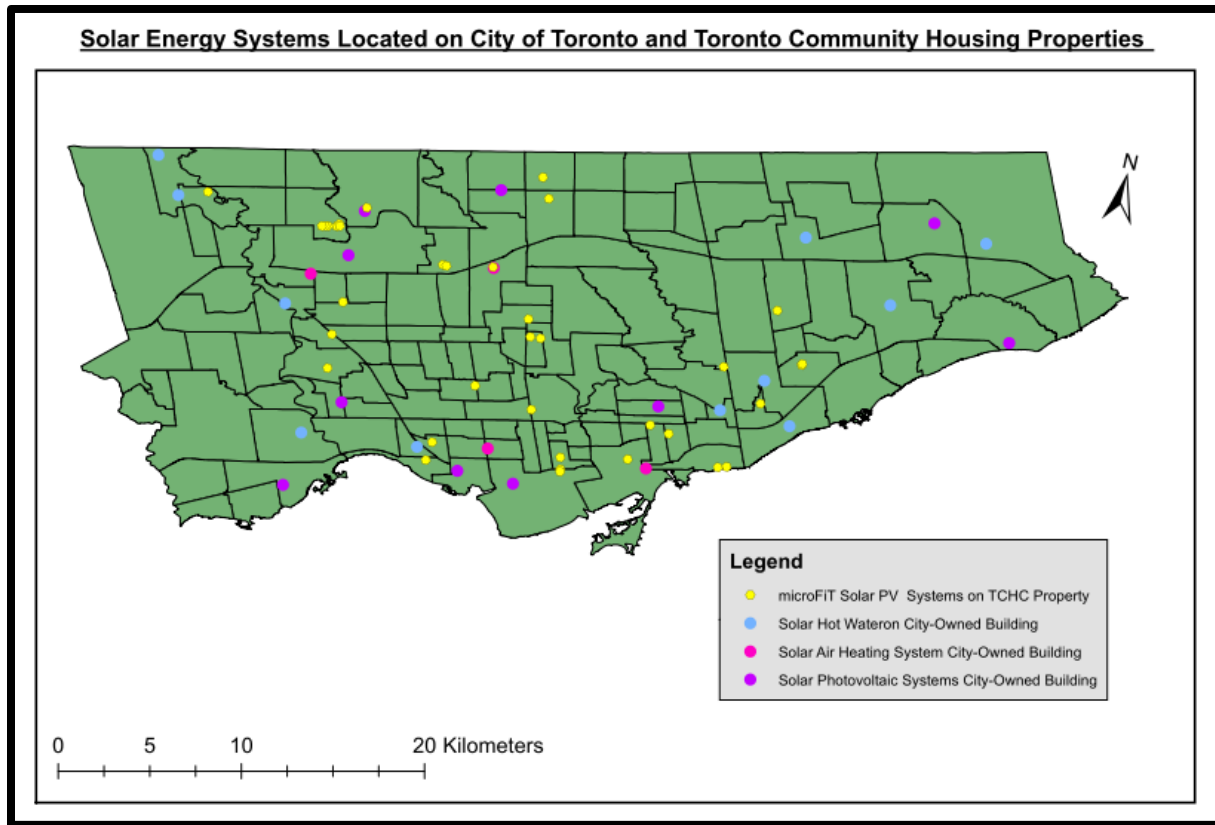 Solar Energy Systems Located on City of Toronto and Toronto Community Housing Properties
N
Legend
microFiT Solar PV Systems on TCHC Property
Solar Hot Wateron City-Owned Building
Solar Air Heating System City-Owned Building
Solar Photovoltaic Systems City-Owned Building
0 5 10 20 Kilometers